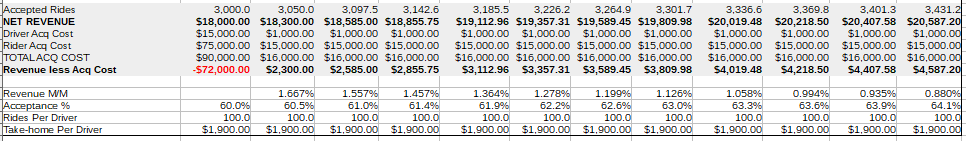 Accepted Rides 3,000.0 3,050.0 3,097.5 3,142.6 3,185.5 3,226.2 3,264.9 3,301.7 3,336.6 3,369.8 3,401.3 3,431.2
NET REVENUE $18,000.00 $18,300.00 $18,585.00 $18,855.75 $19,112.96 $19,357.31 $19,589.45 $19,809.98 $20,019.48 $20,218.50 $20,407.58 $20,587.20
Driver Acq Cost $15,000.00 $1,000.00 $1,000.00 $1,000.00 $1,000.00 $1,000.00 $1,000.00 $1,000.00 $1,000.00 $1,000.00 $1,000.00 $1,000.00
Rider Acq Cost $75,000.00 $15,000.00 $15,000.00 $15,000.00 $15,000.00 $15,000.00 $15,000.00 $15,000.00 $15,000.00 $15,000.00 $15,000.00 $15,000.00
TOTAL ACQ COST $90,000.00 $16,000.00 $16,000.00 $16,000.00 $16,000.00 $16,000.00 $16,000.00 $16,000.00 $16,000.00 $16,000.00 $16,000.00 $16,000.00
Revenue less Acq Cost -$72,000.00 $2,300.00 $2,585.00 $2,855.75 $3,112.96 $3,357.31 $3,589.45 $3,809.98 $4,019.48 $4,218.50 $4,407.58 $4,587.20
Revenue M/M 1.667% 1.557% 1.457% 1.364% 1.278% 1.199% 1.126% 1.058% 0.994% 0.935% 0.880%
Acceptance % 60.0% 60.5% 61.0% 61.4% 61.9% 62.2% 62.6% 63.0% 63.3% 63.6% 63.9% 64.1%
Rides Per Driver 100.0 100.0 100.0 100.0 100.0 100.0 100.0 100.0 100.0 100.0 100.0 100.0
Take-home Per Driver $1,900.00 $1,900.00 $1,900.00 $1,900.00 $1,900.00 $1,900.00 $1,900.00 $1,900.00 $1,900.00 $1,900.00 $1,900.00 $1,900.00